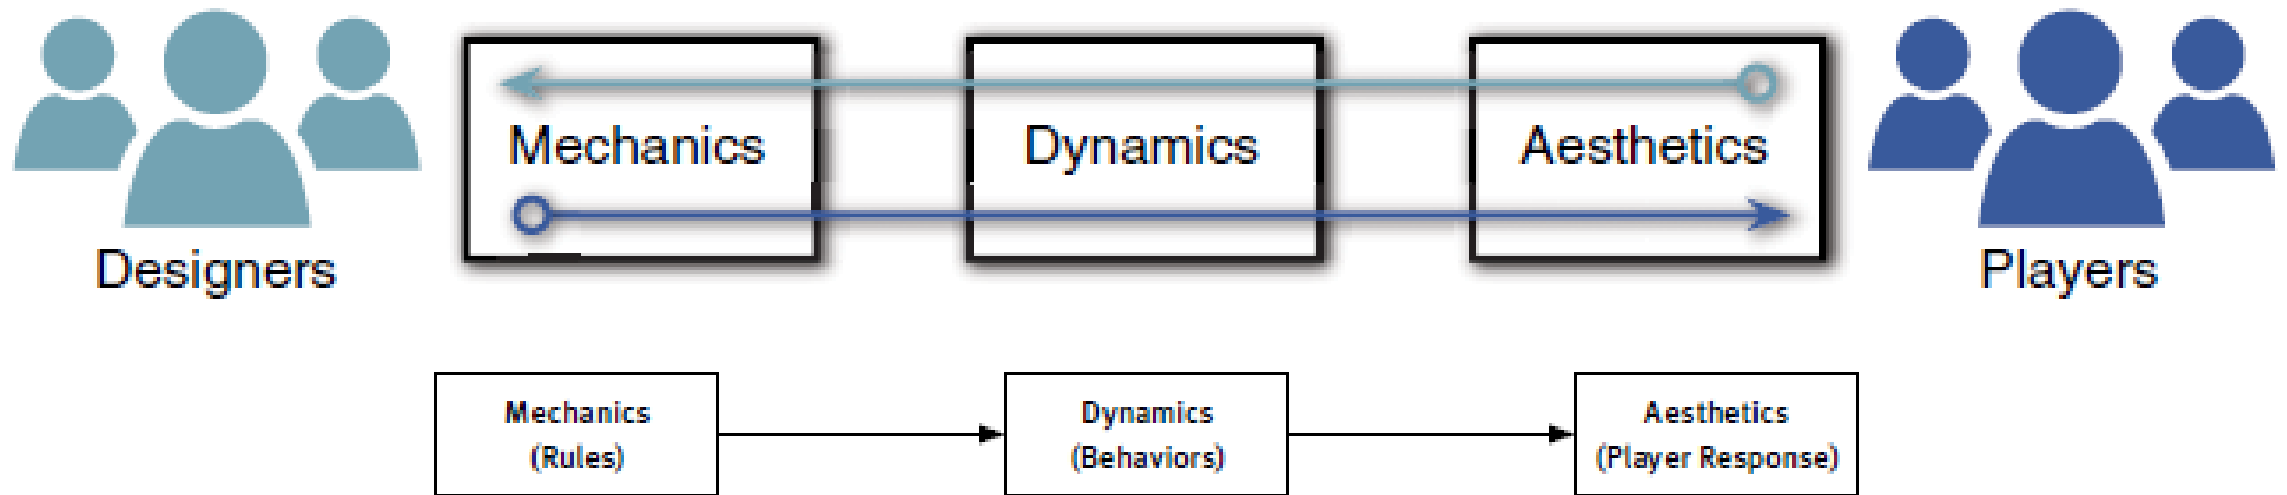 Mechanics
Dynamics
Aesthetics
Designers
Players
Mechanics
(Rules)
Dynamics
(Behaviors)
Aesthetics
(Player Response)